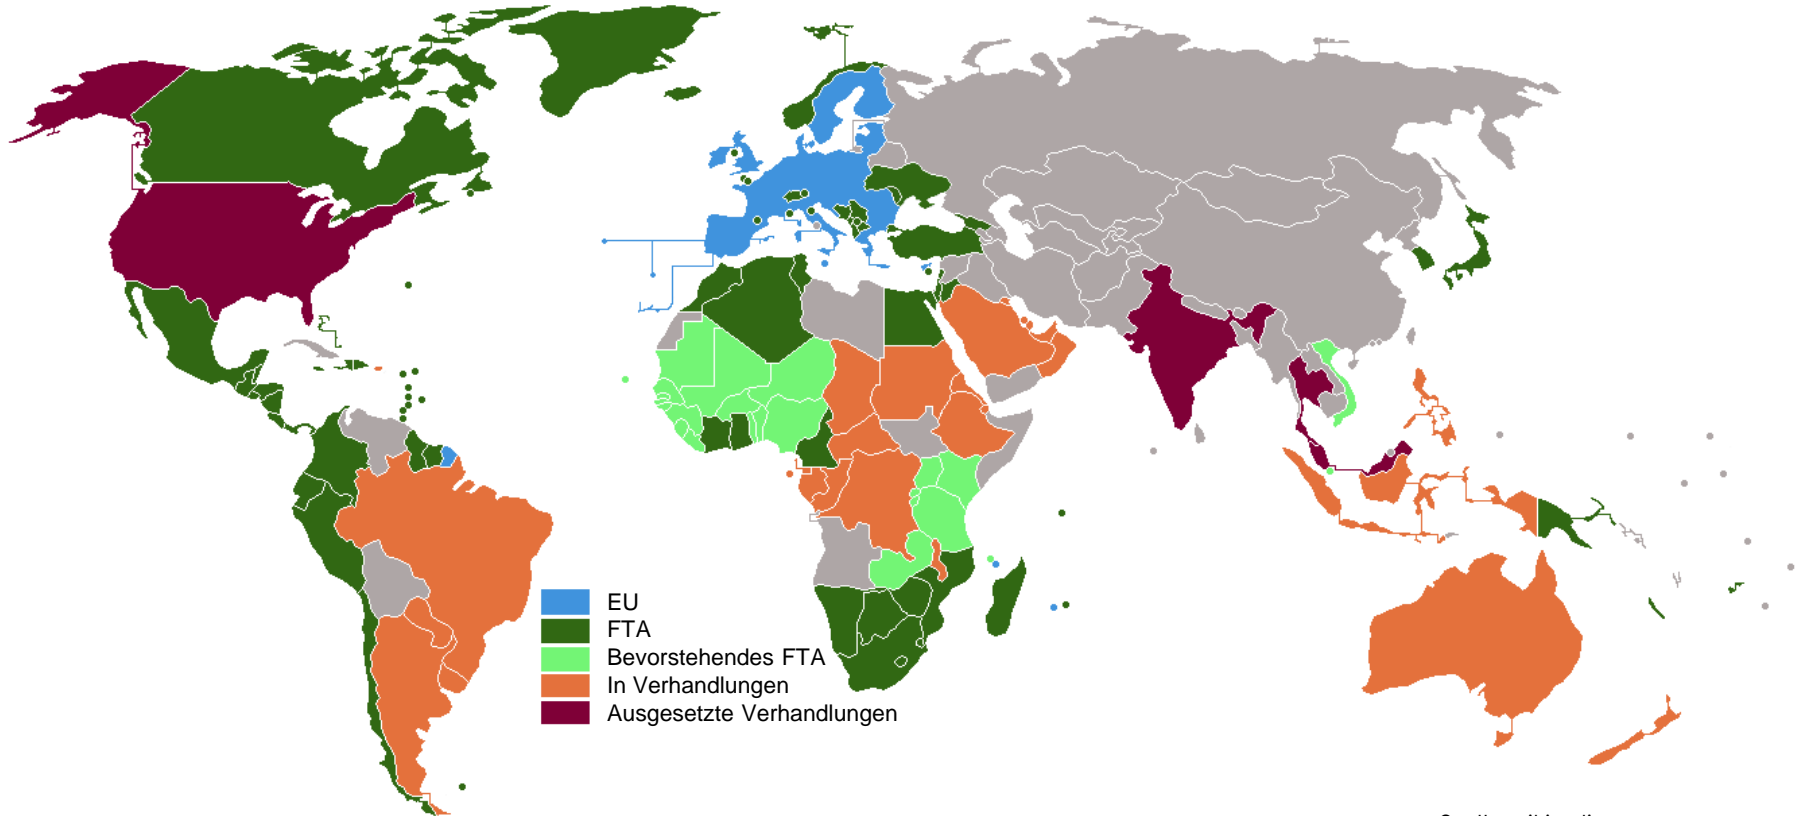 EU
FTA
Bevorstehendes FTA
In Verhandlungen
Ausgesetzte Verhandlungen